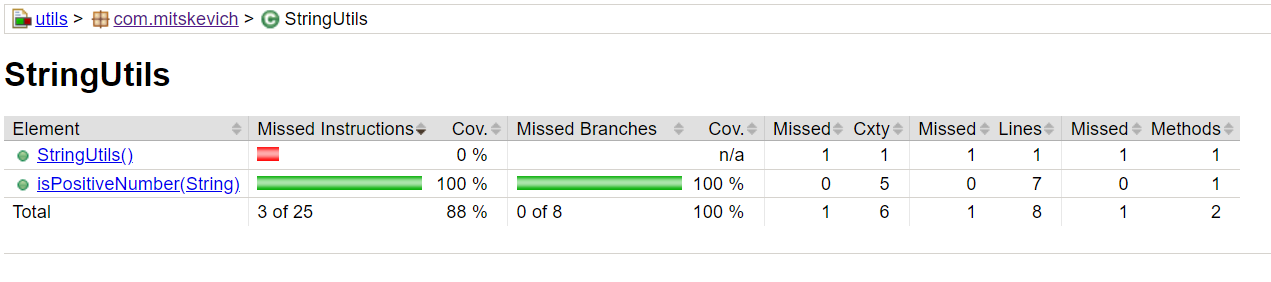 utils > com.mitskevich > StringUtils
StringUtils
Element Missed Instructions Cov. Missed Branches Cov. Missed Cxty Missed Lines Missed Methods
StringUtils() 0 % n/a 1 1 1 1 1 1
isPositiveNumber(String) 100 % 100 % 0 5 0 7 0 1
Total 3 of 25 88 % 0 of 8 100 % 1 6 1 8 1 2